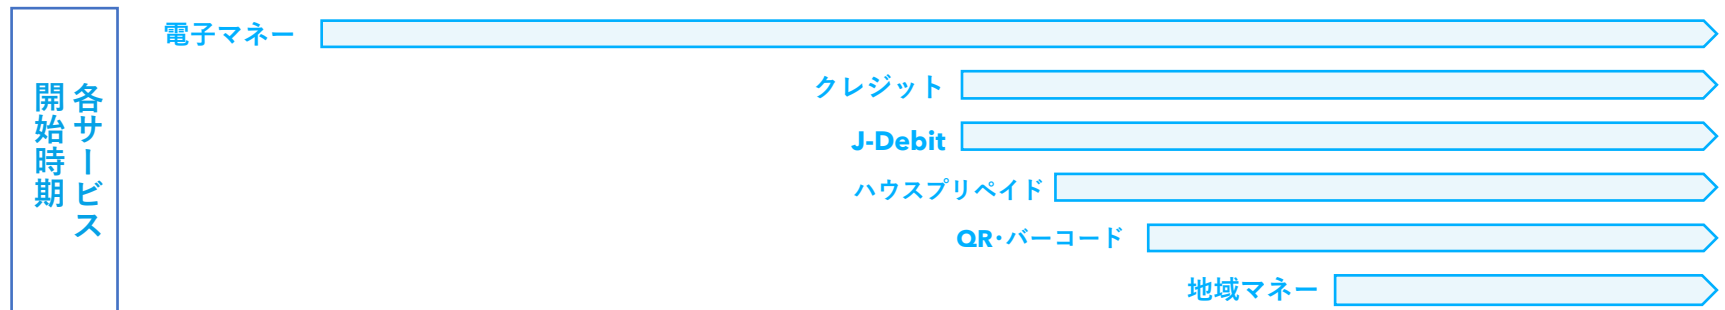 各サービス
開始時期
電子マネー
クレジット
J-Debit
ハウスプリペイド
QR・バーコード
地域マネー